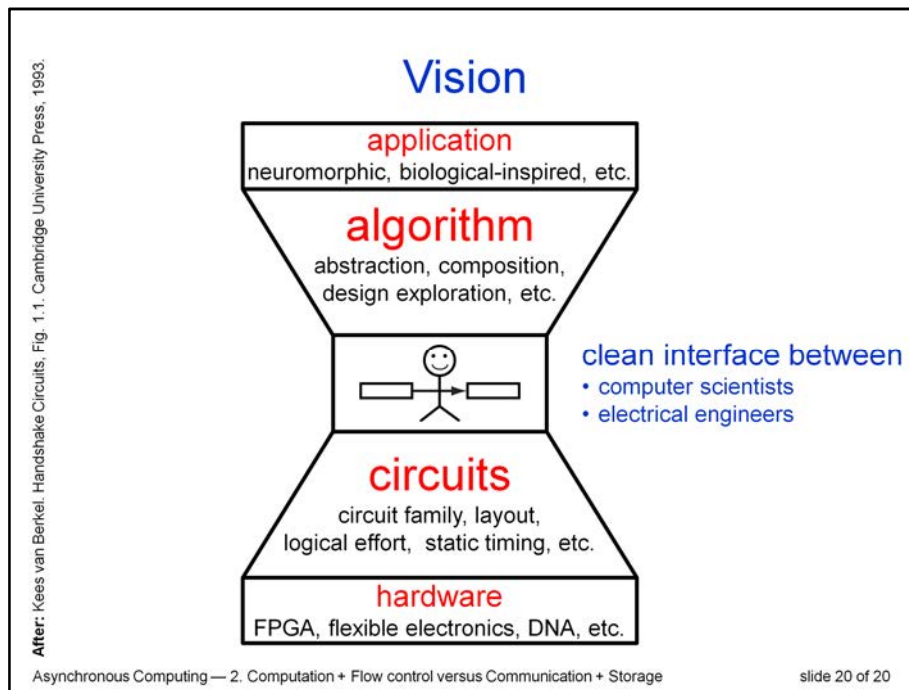 Vision
After: Kees van Berkel. Handshake Circuits, Fig. 1.1. Cambridge University Press, 1993.
application
neuromorphic, biological-inspired, etc.
algorithm
abstraction, composition,
design exploration, etc.
clean interface between
• computer scientists
• electrical engineers
circuits
circuit family, layout,
logical effort, static timing, etc.
hardware
FPGA, flexible electronics, DNA, etc.
Asynchronous Computing — 2. Computation + Flow control versus Communication + Storage
slide 20 of 20